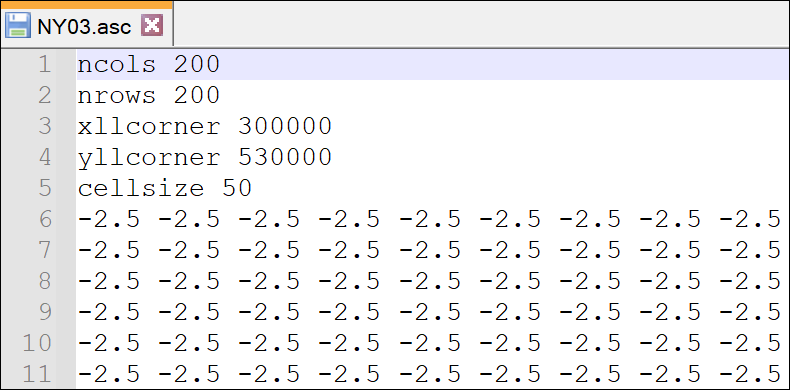 NY03.asc
1 ncols 200
2 nrows 200
3 xllcorner 300000
4 yllcorner 530000
5 cellsize 50
6 -2.5 -2.5 -2.5 -2.5 -2.5 -2.5 -2.5 -2.5 -2.5
7 -2.5 -2.5 -2.5 -2.5 -2.5 -2.5 -2.5 -2.5 -2.5
8 -2.5 -2.5 -2.5 -2.5 -2.5 -2.5 -2.5 -2.5 -2.5
9 -2.5 -2.5 -2.5 -2.5 -2.5 -2.5 -2.5 -2.5 -2.5
10 -2.5 -2.5 -2.5 -2.5 -2.5 -2.5 -2.5 -2.5 -2.5
11 -2.5 -2.5 -2.5 -2.5 -2.5 -2.5 -2.5 -2.5 -2.5